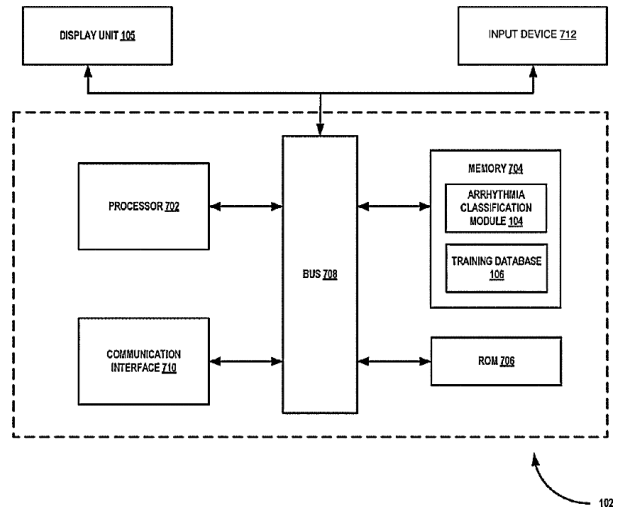 DISPLAY UNIT 105
INPUT DEVICE 712
PROCESSOR 702
BUS 708
MEMORY 704
ARRHYTHMIA
CLASSIFICATION
MODULE 104
TRAINING DATABASE
106
COMMUNICATION
INTERFACE 710
ROM 706
102